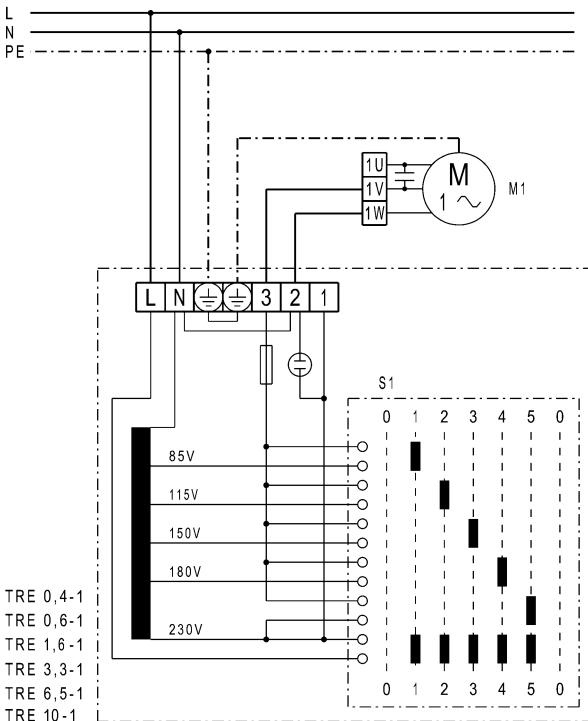 L
N
PE
1U
1V
1W
M
1 ~
M1
L N 3 2 1
S1
0 1 2 3 4 5 0
85V
115V
150V
180V
230V
TRE 0,4-1
TRE 0,6-1
TRE 1,6-1
TRE 3,3-1
TRE 6,5-1
TRE 10-1
0 1 2 3 4 5 0